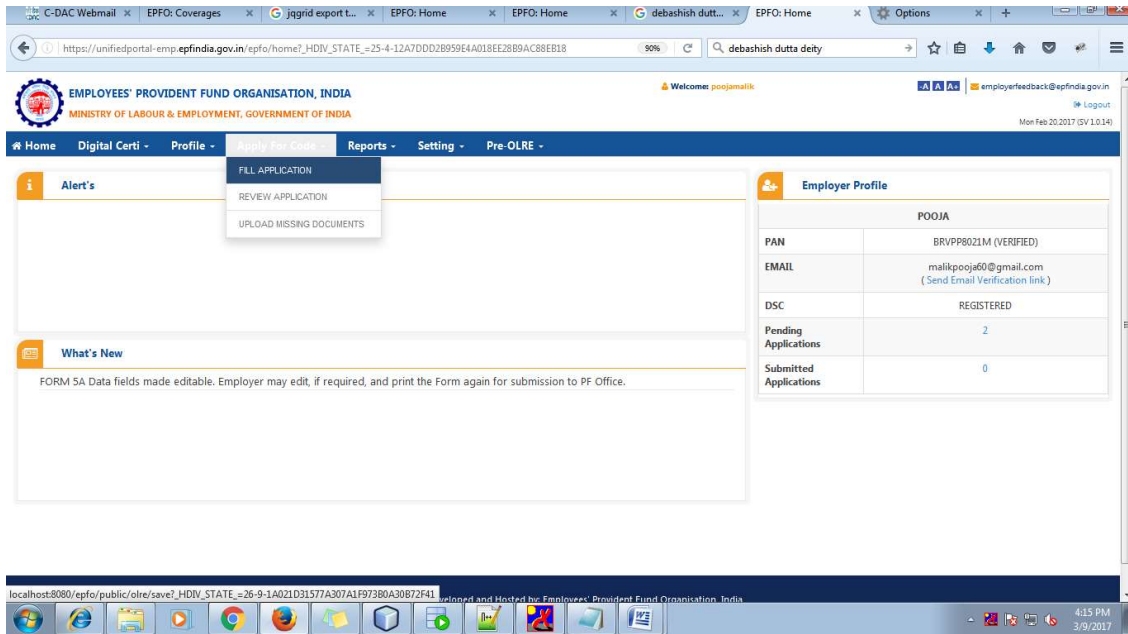 C-DAC Webmail × EPFO: Coverages × jqgrid export t... × EPFO: Home × EPFO: Home × debashish dutt... × EPFO: Home × Options × +
https://unifiedportal-emp.epfindia.gov.in/epfo/home?_HDIV_STATE_=25-4-12A7DDD2B959E4A018EE28B9AC88EB18 90% debashish dutta deity
EMPLOYEES' PROVIDENT FUND ORGANISATION, INDIA
MINISTRY OF LABOUR & EMPLOYMENT, GOVERNMENT OF INDIA
Welcome: poojamalik
-A A A+ employerfeedback@epfindia.gov.in
Logout
Mon Feb 20,2017 (SV 1.0.14)
Home Digital Certi - Profile - Apply For Code - Reports - Setting - Pre-OLRE -
FILL APPLICATION
REVIEW APPLICATION
UPLOAD MISSING DOCUMENTS
Alert's
What's New
FORM 5A Data fields made editable. Employer may edit, if required, and print the Form again for submission to PF Office.
Employer Profile
POOJA
PAN BRVPP8021M (VERIFIED)
EMAIL malikpooja60@gmail.com
( Send Email Verification link )
DSC REGISTERED
Pending Applications 2
Submitted Applications 0
localhost:8080/epfo/public/olre/save?_HDIV_STATE_=26-9-1A021D31577A307A1F973B0A30B72F41
veloped and Hosted by: Employees' Provident Fund Organisation, India
4:15 PM
3/9/2017